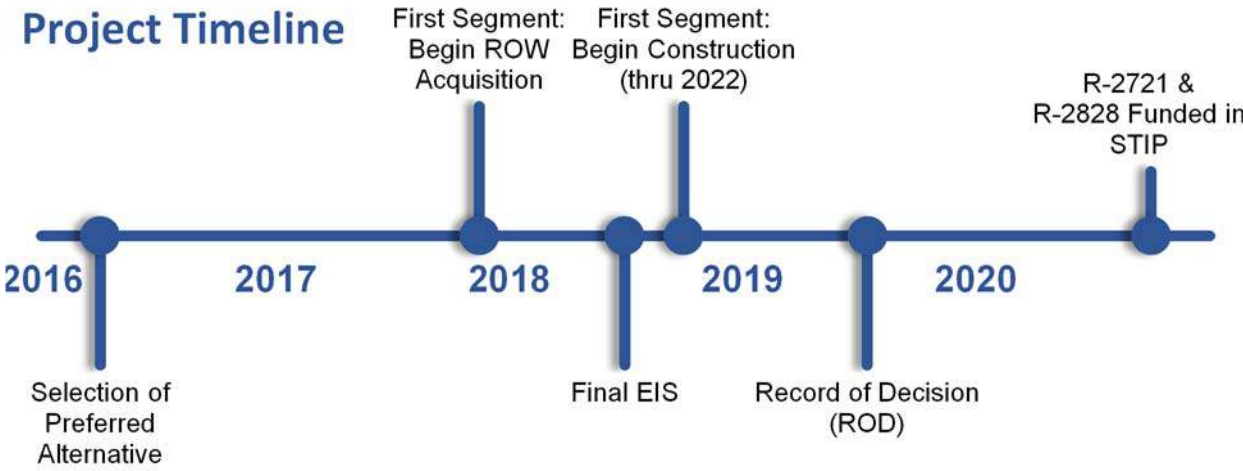 Project Timeline
First Segment:
Begin ROW
Acquisition
First Segment:
Begin Construction
(thru 2022)
R-2721 &
R-2828 Funded in
STIP
2016
2017
2018
2019
2020
Selection of
Preferred
Alternative
Final EIS
Record of Decision
(ROD)